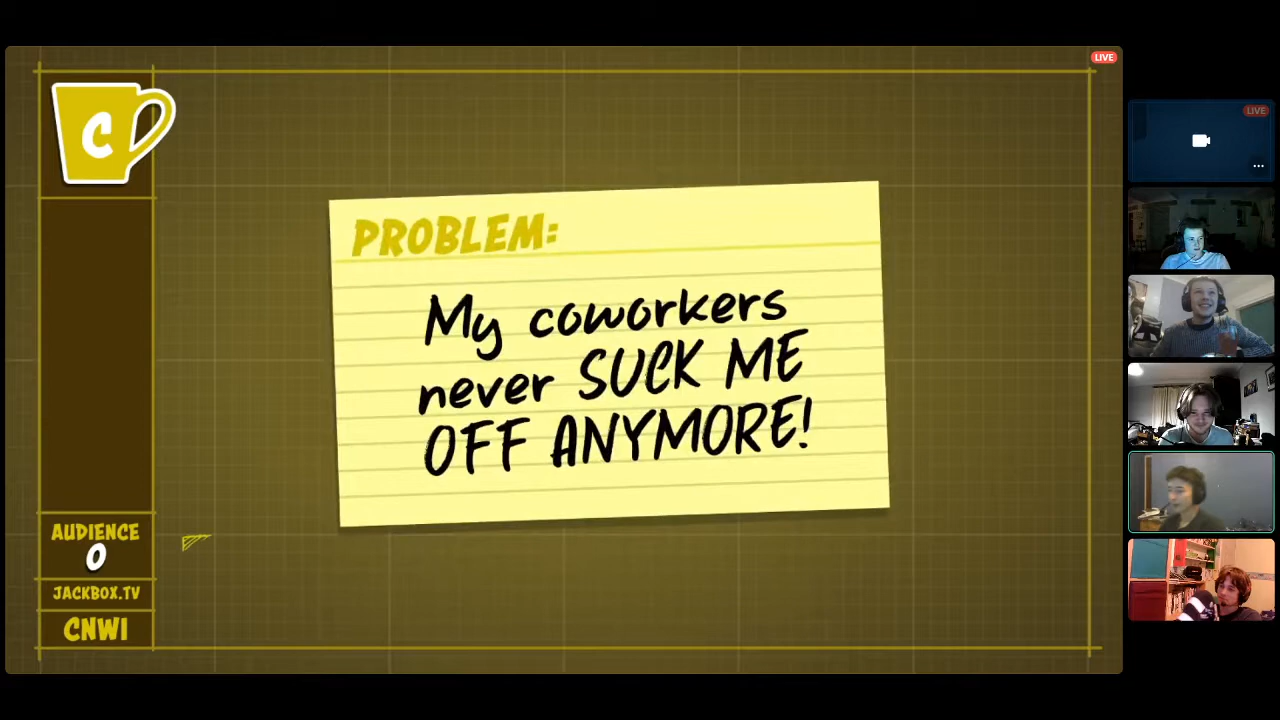 LIVE
LIVE
C
PROBLEM:
My coworkers
never SUCK ME
OFF ANYMORE!
AUDIENCE
0
JACKBOX.TV
CNWI